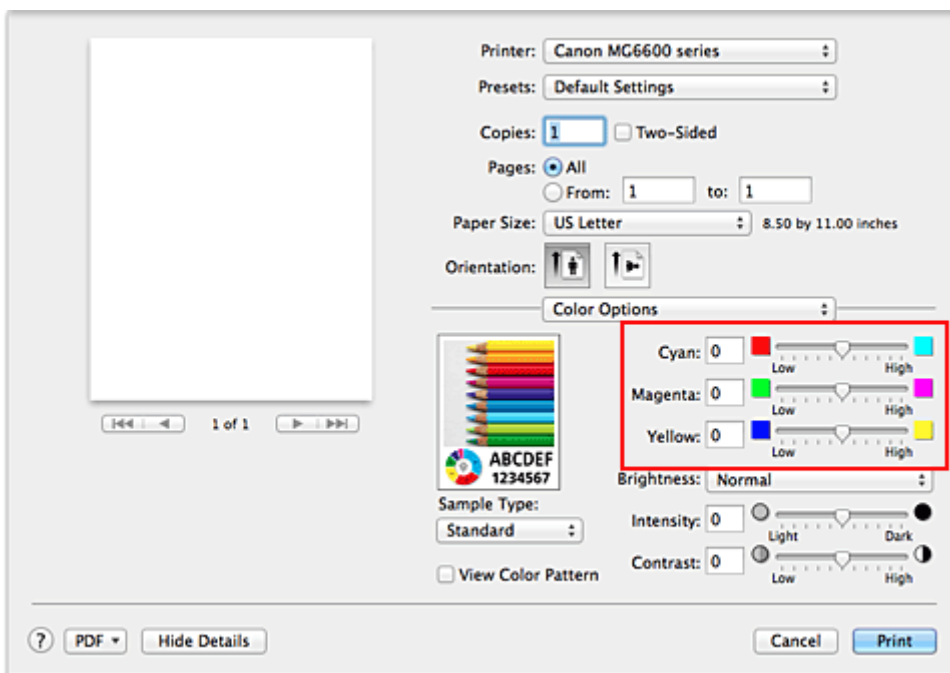 Printer: Canon MG6600 series
Presets: Default Settings
Copies: 1 Two-Sided
Pages: All
From: 1 to: 1
Paper Size: US Letter 8.50 by 11.00 inches
Orientation:
Color Options
1 of 1
Cyan: 0
Low High
Magenta: 0
Low High
Yellow: 0
Low High
ABCDEF
1234567
Brightness: Normal
Sample Type:
Standard
Intensity: 0
Light Dark
Contrast: 0
Low High
View Color Pattern
? PDF Hide Details Cancel Print